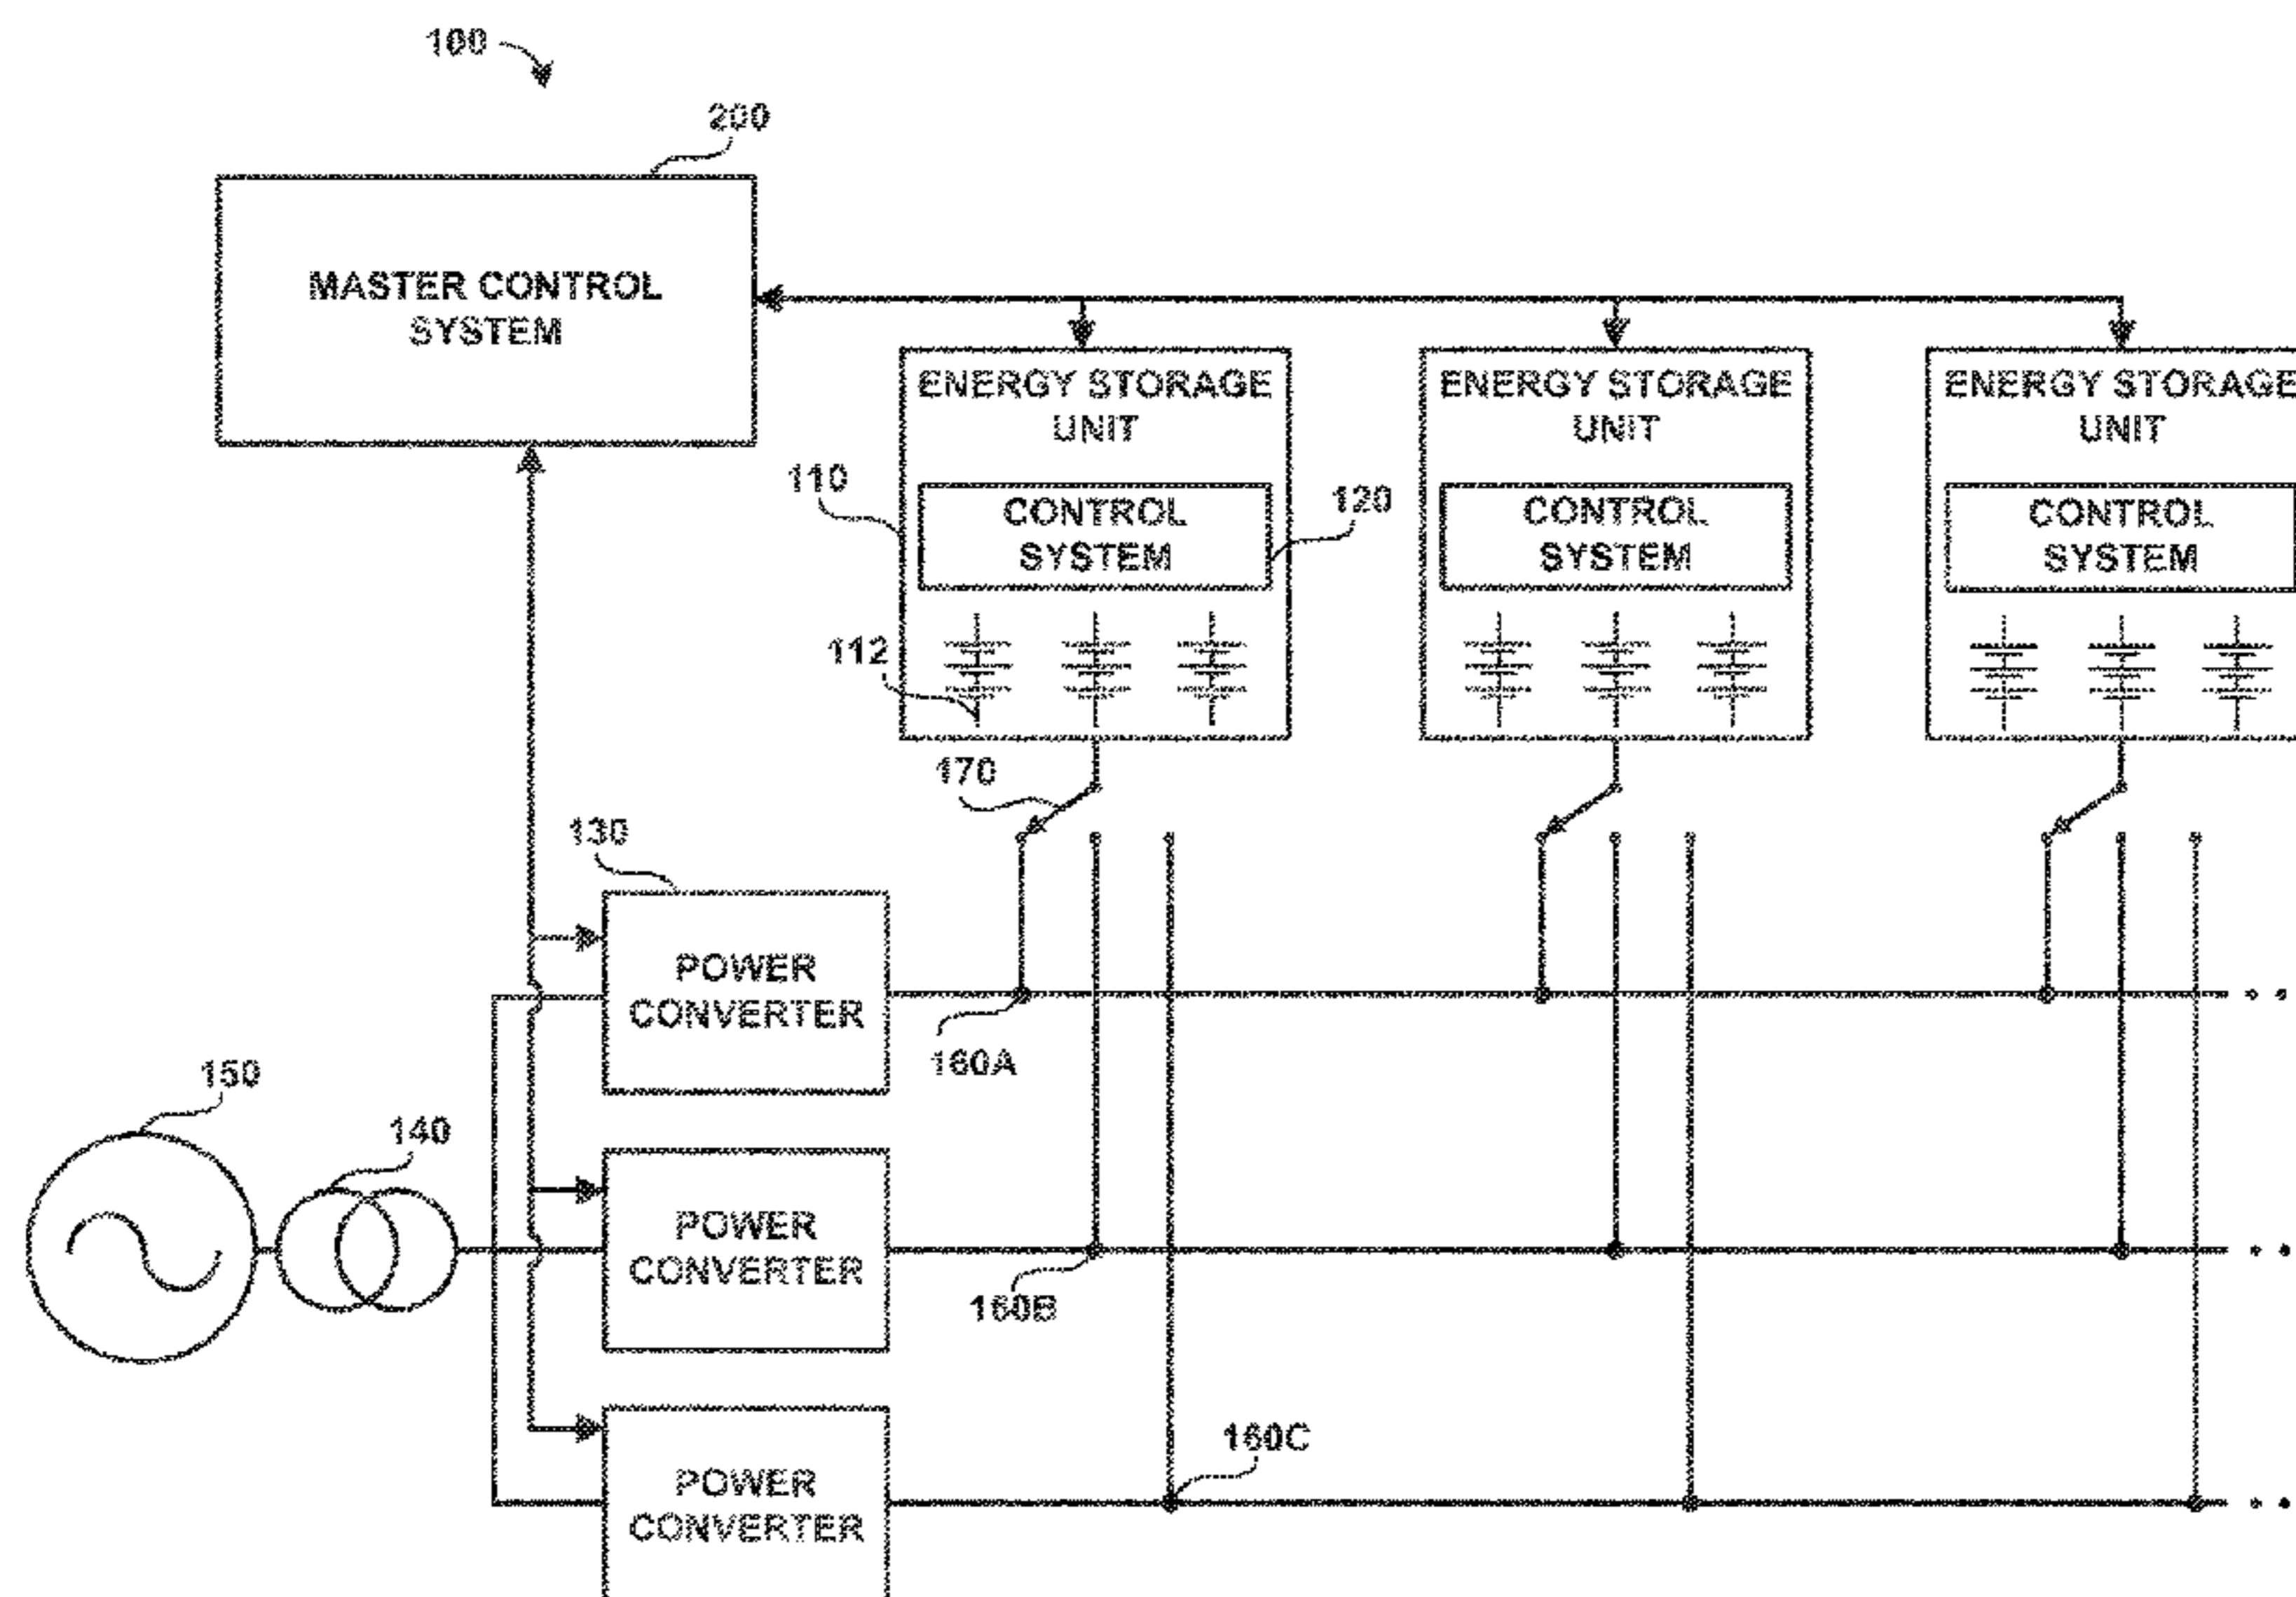 100
200
MASTER CONTROL
SYSTEM
ENERGY STORAGE
UNIT
ENERGY STORAGE
UNIT
ENERGY STORAGE
UNIT
110
CONTROL
SYSTEM
120
CONTROL
SYSTEM
CONTROL
SYSTEM
112
170
130
POWER
CONVERTER
160A
150
140
POWER
CONVERTER
160B
160C
POWER
CONVERTER